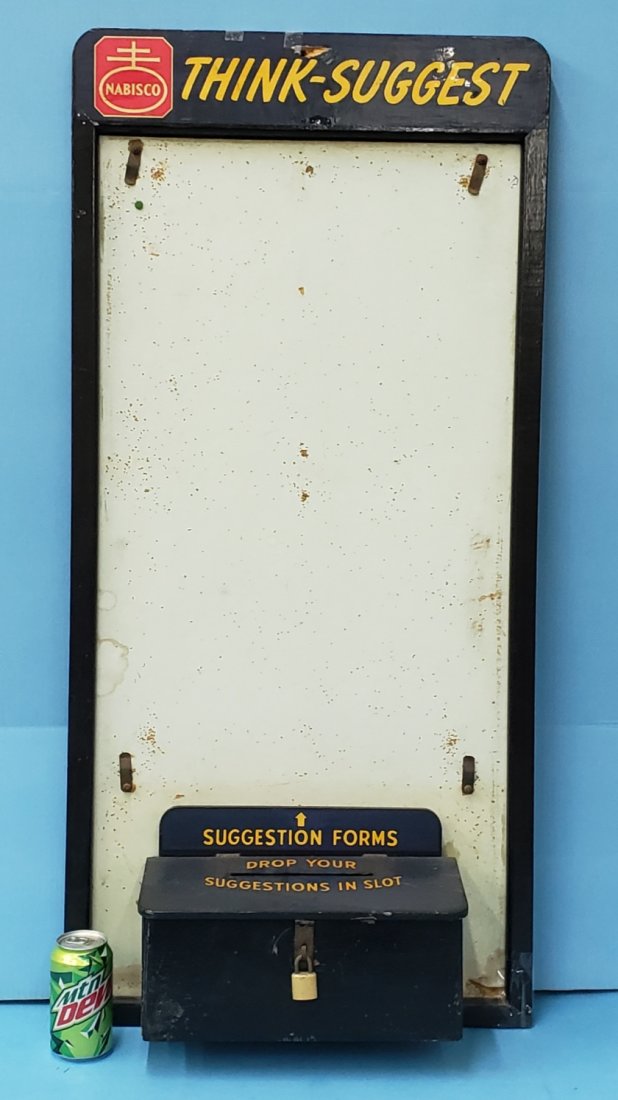 NABISCO
THINK-SUGGEST
SUGGESTION FORMS
DROP YOUR
SUGGESTIONS IN SLOT
Mtn
DEW